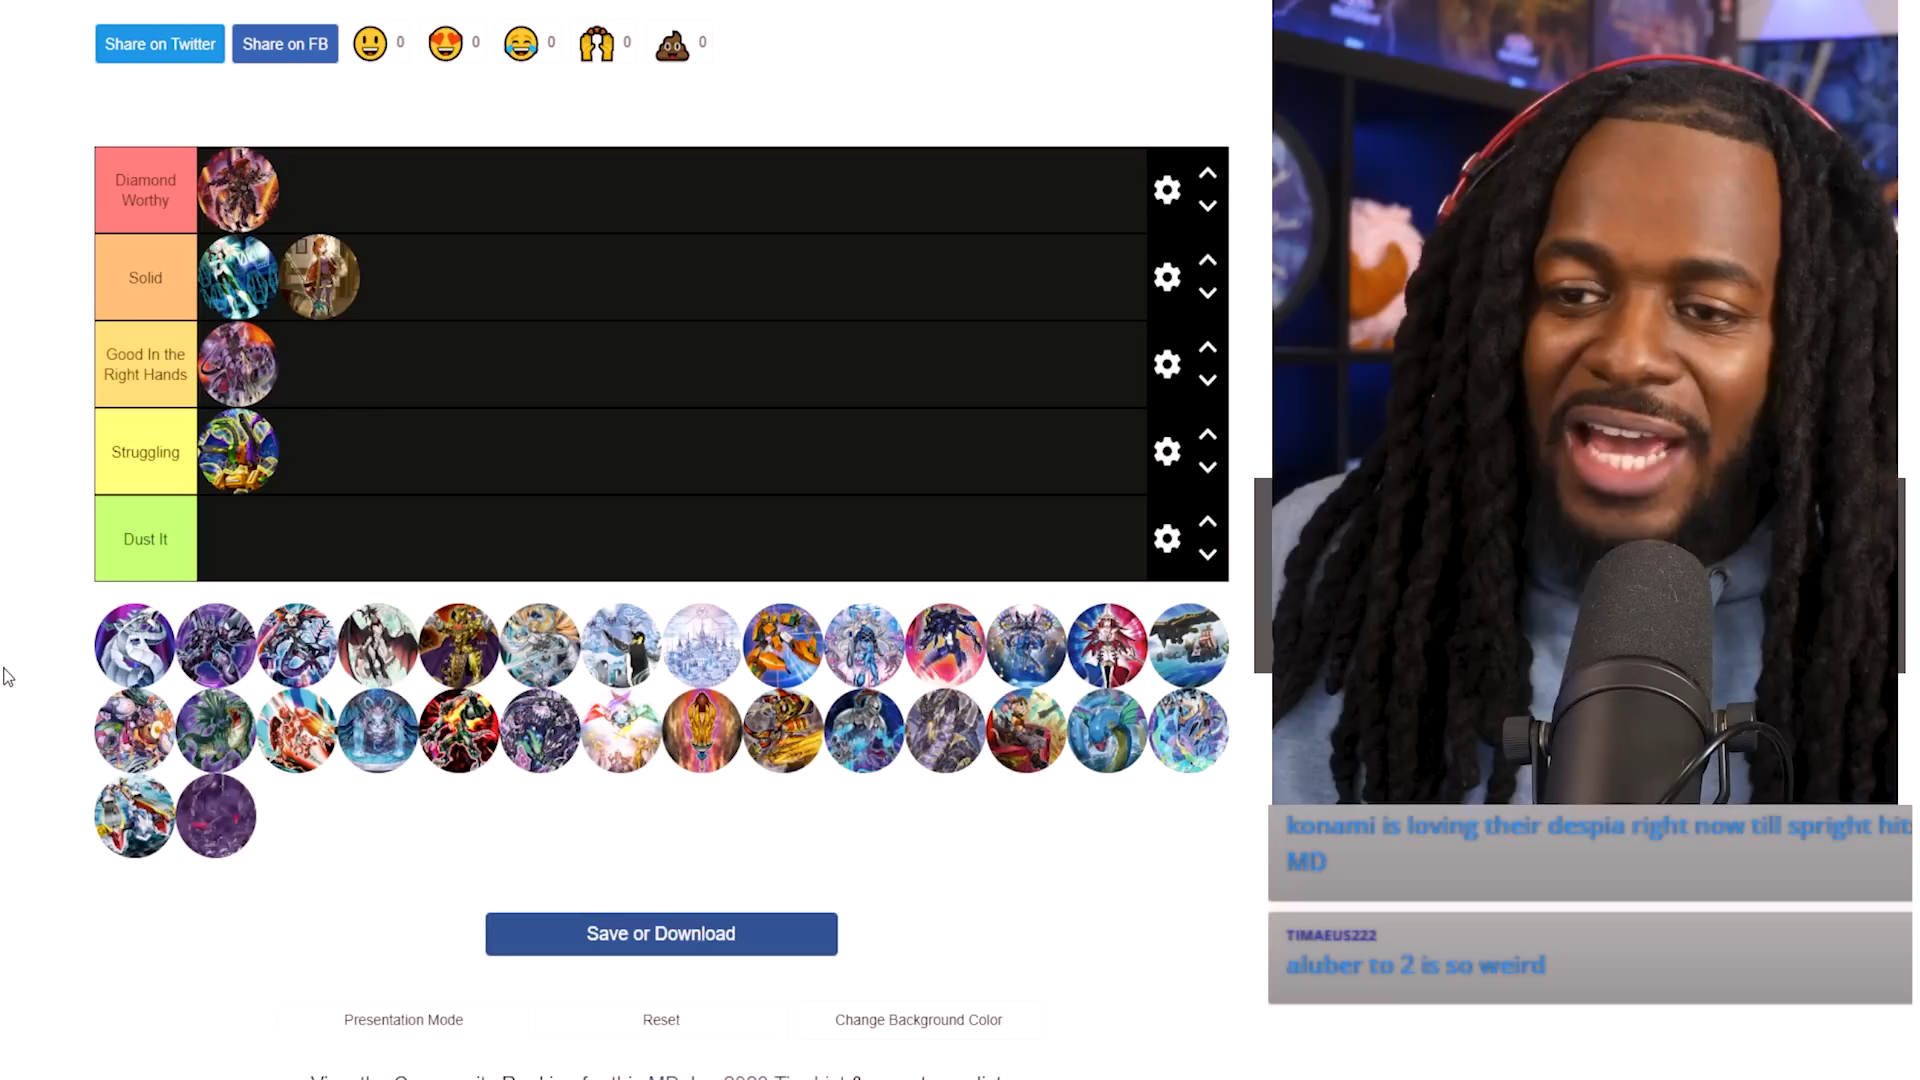 Share on Twitter
Share on FB
0
0
0
0
0
Diamond
Worthy
Solid
Good In the
Right Hands
Struggling
Dust It
Save or Download
Presentation Mode
Reset
Change Background Color
konami is loving their despia right now till spright hit
MD
TIMAEUS222
aluber to 2 is so weird